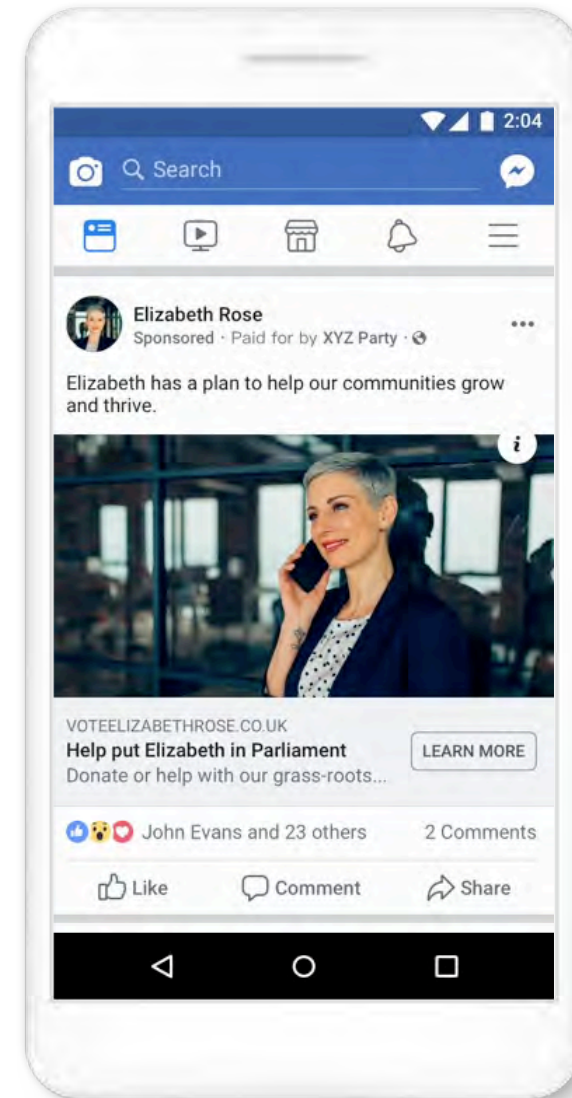 2:04
Search
Elizabeth Rose
Sponsored · Paid for by XYZ Party ·
Elizabeth has a plan to help our communities grow
and thrive.
i
VOTEELIZABETHROSE.CO.UK
Help put Elizabeth in Parliament
Donate or help with our grass-roots...
LEARN MORE
John Evans and 23 others
2 Comments
Like
Comment
Share